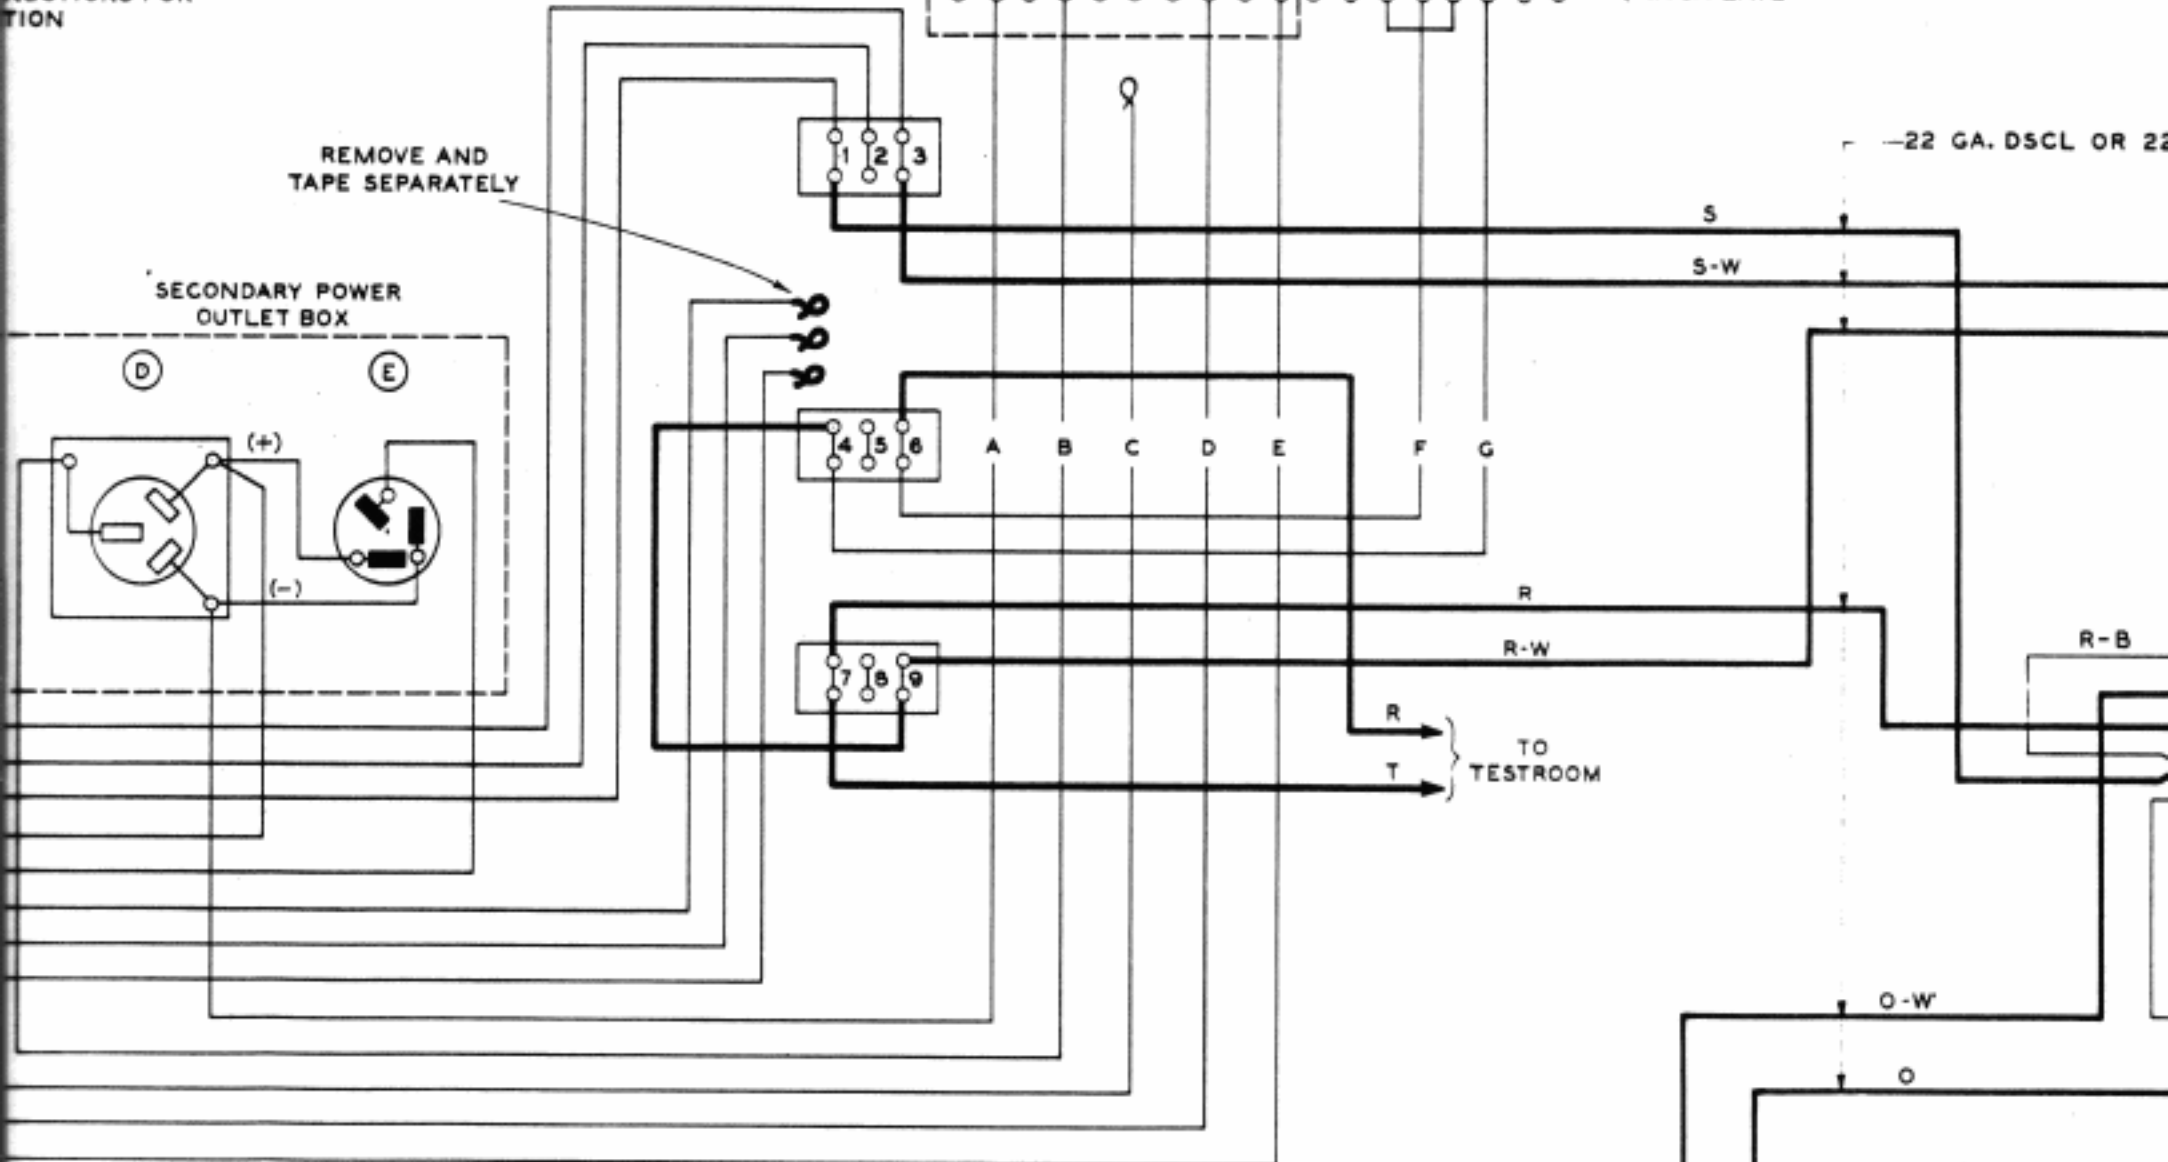 TION
REMOVE AND
TAPE SEPARATELY
1 2 3
22 GA. DSCL OR 22
S
S-W
SECONDARY POWER
OUTLET BOX
D E
(+)
(-)
4 5 6
A B C D E F G
R
R-W
7 8 9
R-B
R
T
TO
TESTROOM
O-W
O